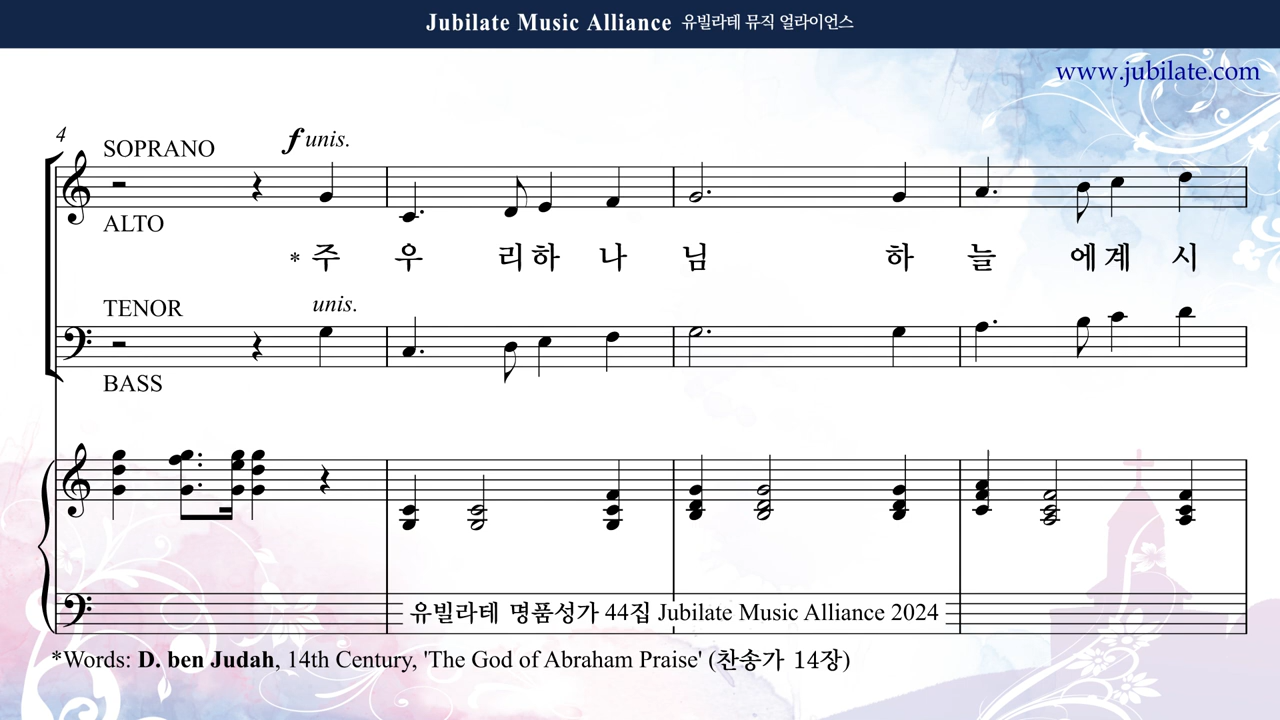 Jubilate Music Alliance 유빌라테 뮤직 얼라이언스
www.jubilate.com
4
SOPRANO
f unis.
ALTO
* 주 우 리 하 나 님 하 늘 에 계 시
TENOR
unis.
BASS
유빌라테 명품성가 44집 Jubilate Music Alliance 2024
*Words: D. ben Judah, 14th Century, 'The God of Abraham Praise' (찬송가 14장)